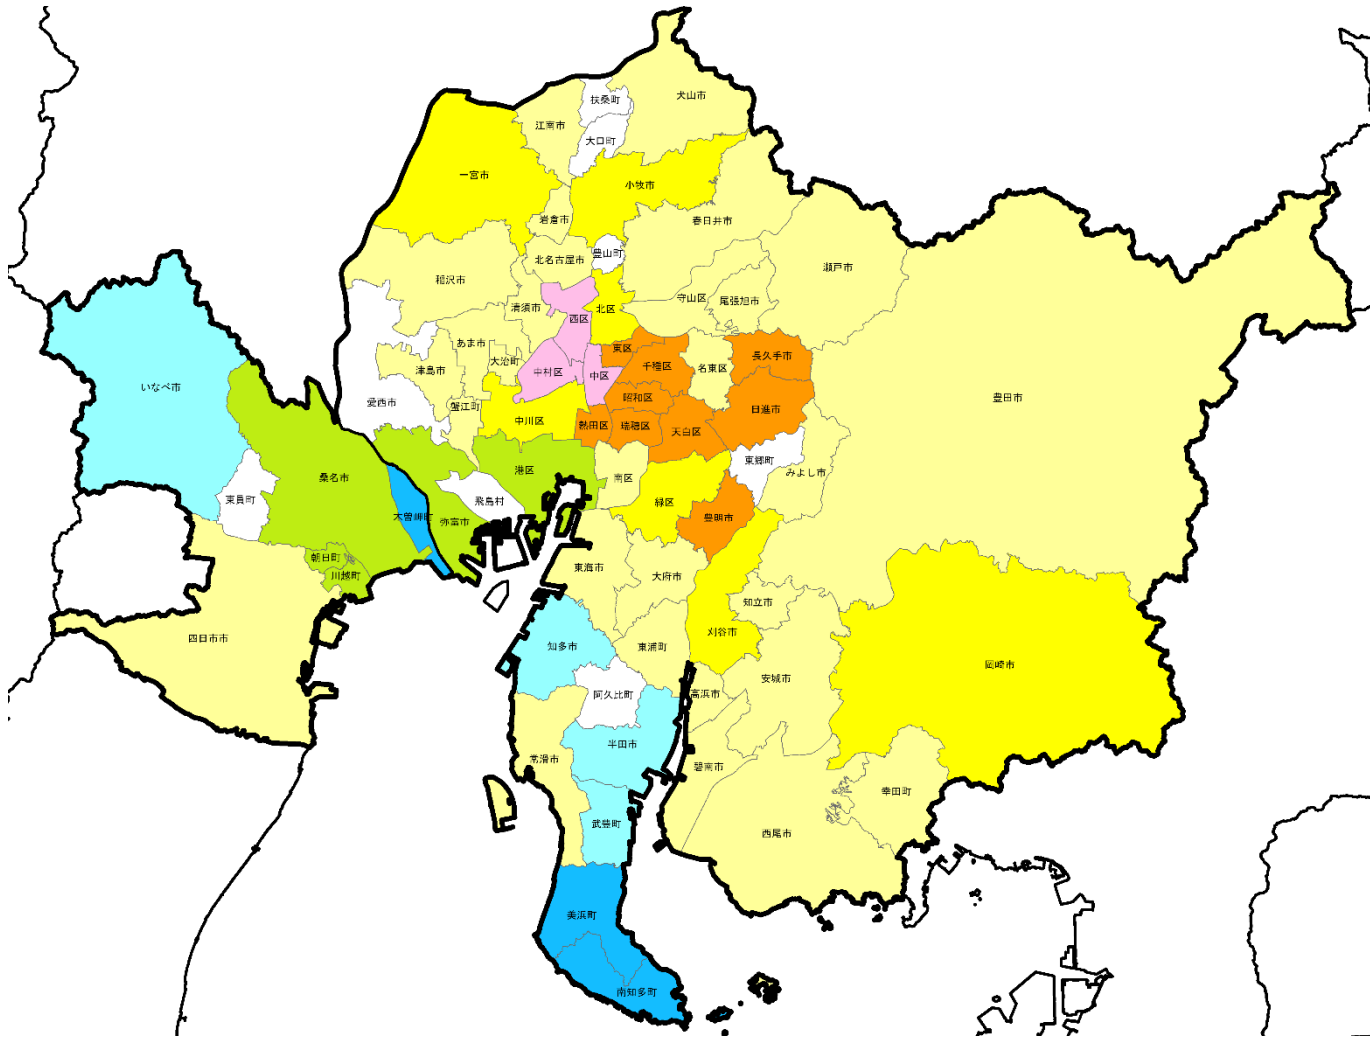 犬山市
扶桑町
江南市
大口町
一宮市
小牧市
岩倉市
春日井市
豊山町
北名古屋市
瀬戸市
稲沢市
守山区
尾張旭市
清須市
北区
西区
あま市
東区
長久手市
大治町
千種区
名東区
津島市
中村区
中区
いなべ市
昭和区
豊田市
愛西市
蟹江町
日進市
中川区
熱田区
瑞穂区
天白区
東郷町
港区
みよし市
桑名市
南区
東員町
飛島村
緑区
木曽岬町
弥富市
豊明市
朝日町
川越町
東海市
大府市
知立市
刈谷市
四日市市
知多市
東浦町
岡崎市
安城市
阿久比町
高浜市
半田市
常滑市
碧南市
幸田町
武豊町
西尾市
美浜町
南知多町